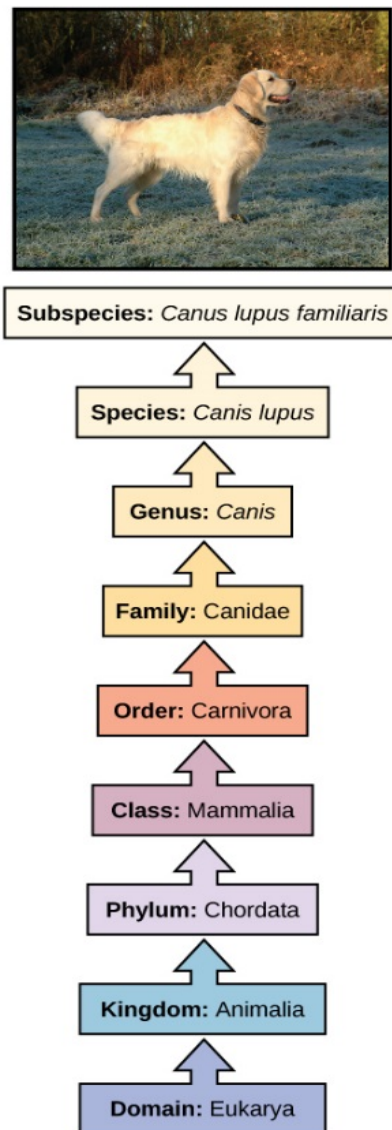 Subspecies: Canus lupus familiaris
Species: Canis lupus
Genus: Canis
Family: Canidae
Order: Carnivora
Class: Mammalia
Phylum: Chordata
Kingdom: Animalia
Domain: Eukarya